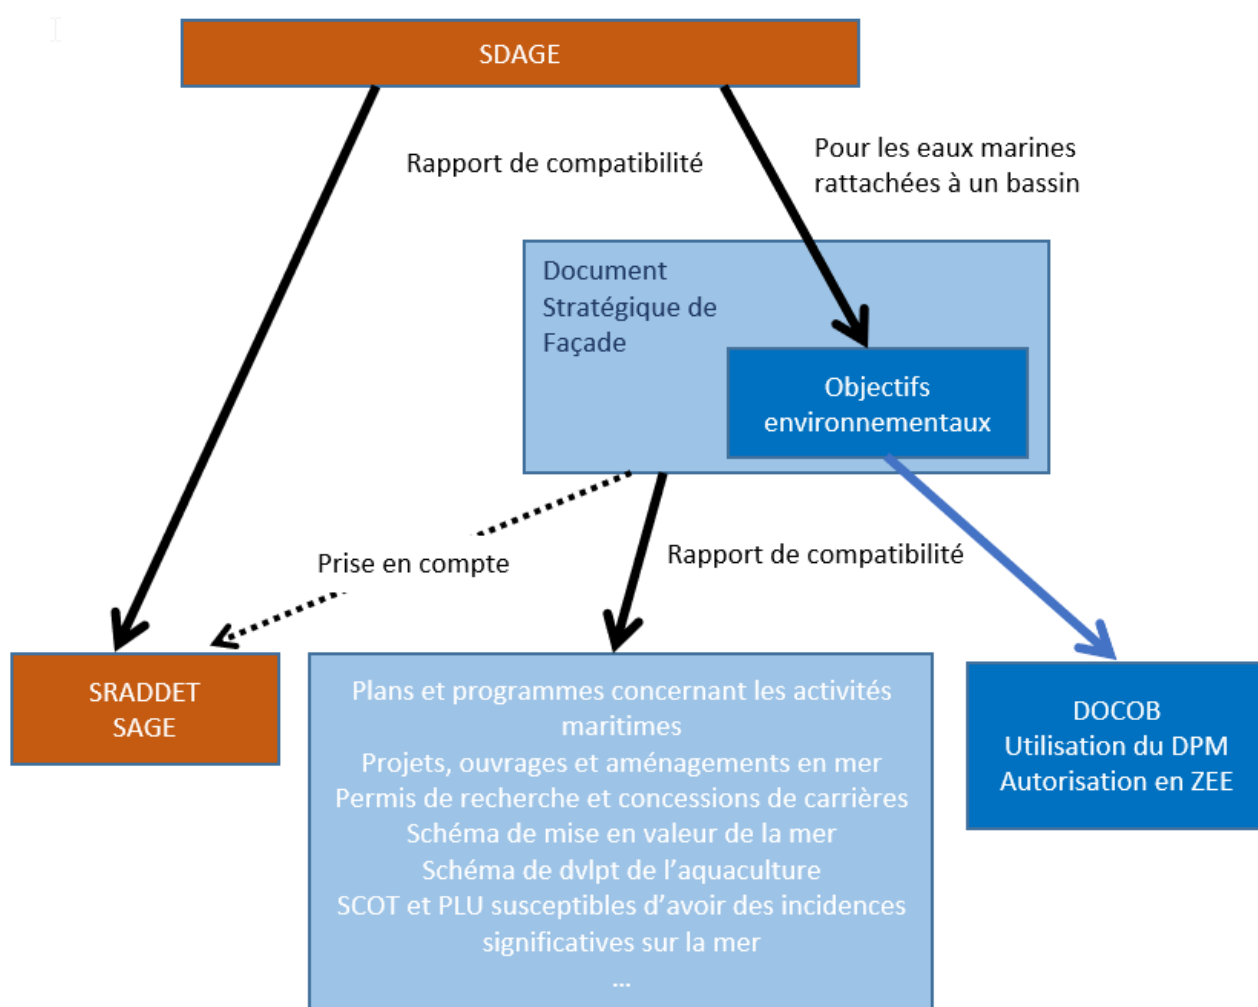 SDAGE
Rapport de compatibilité
Pour les eaux marines
rattachées à un bassin
Document
Stratégique de
Façade
Objectifs
environnementaux
Prise en compte
Rapport de compatibilité
SRADDET
SAGE
Plans et programmes concernant les activités
maritimes
Projets, ouvrages et aménagements en mer
Permis de recherche et concessions de carrières
Schéma de mise en valeur de la mer
Schéma de dvlpt de l’aquaculture
SCOT et PLU susceptibles d’avoir des incidences
significatives sur la mer
...
DOCOB
Utilisation du DPM
Autorisation en ZEE